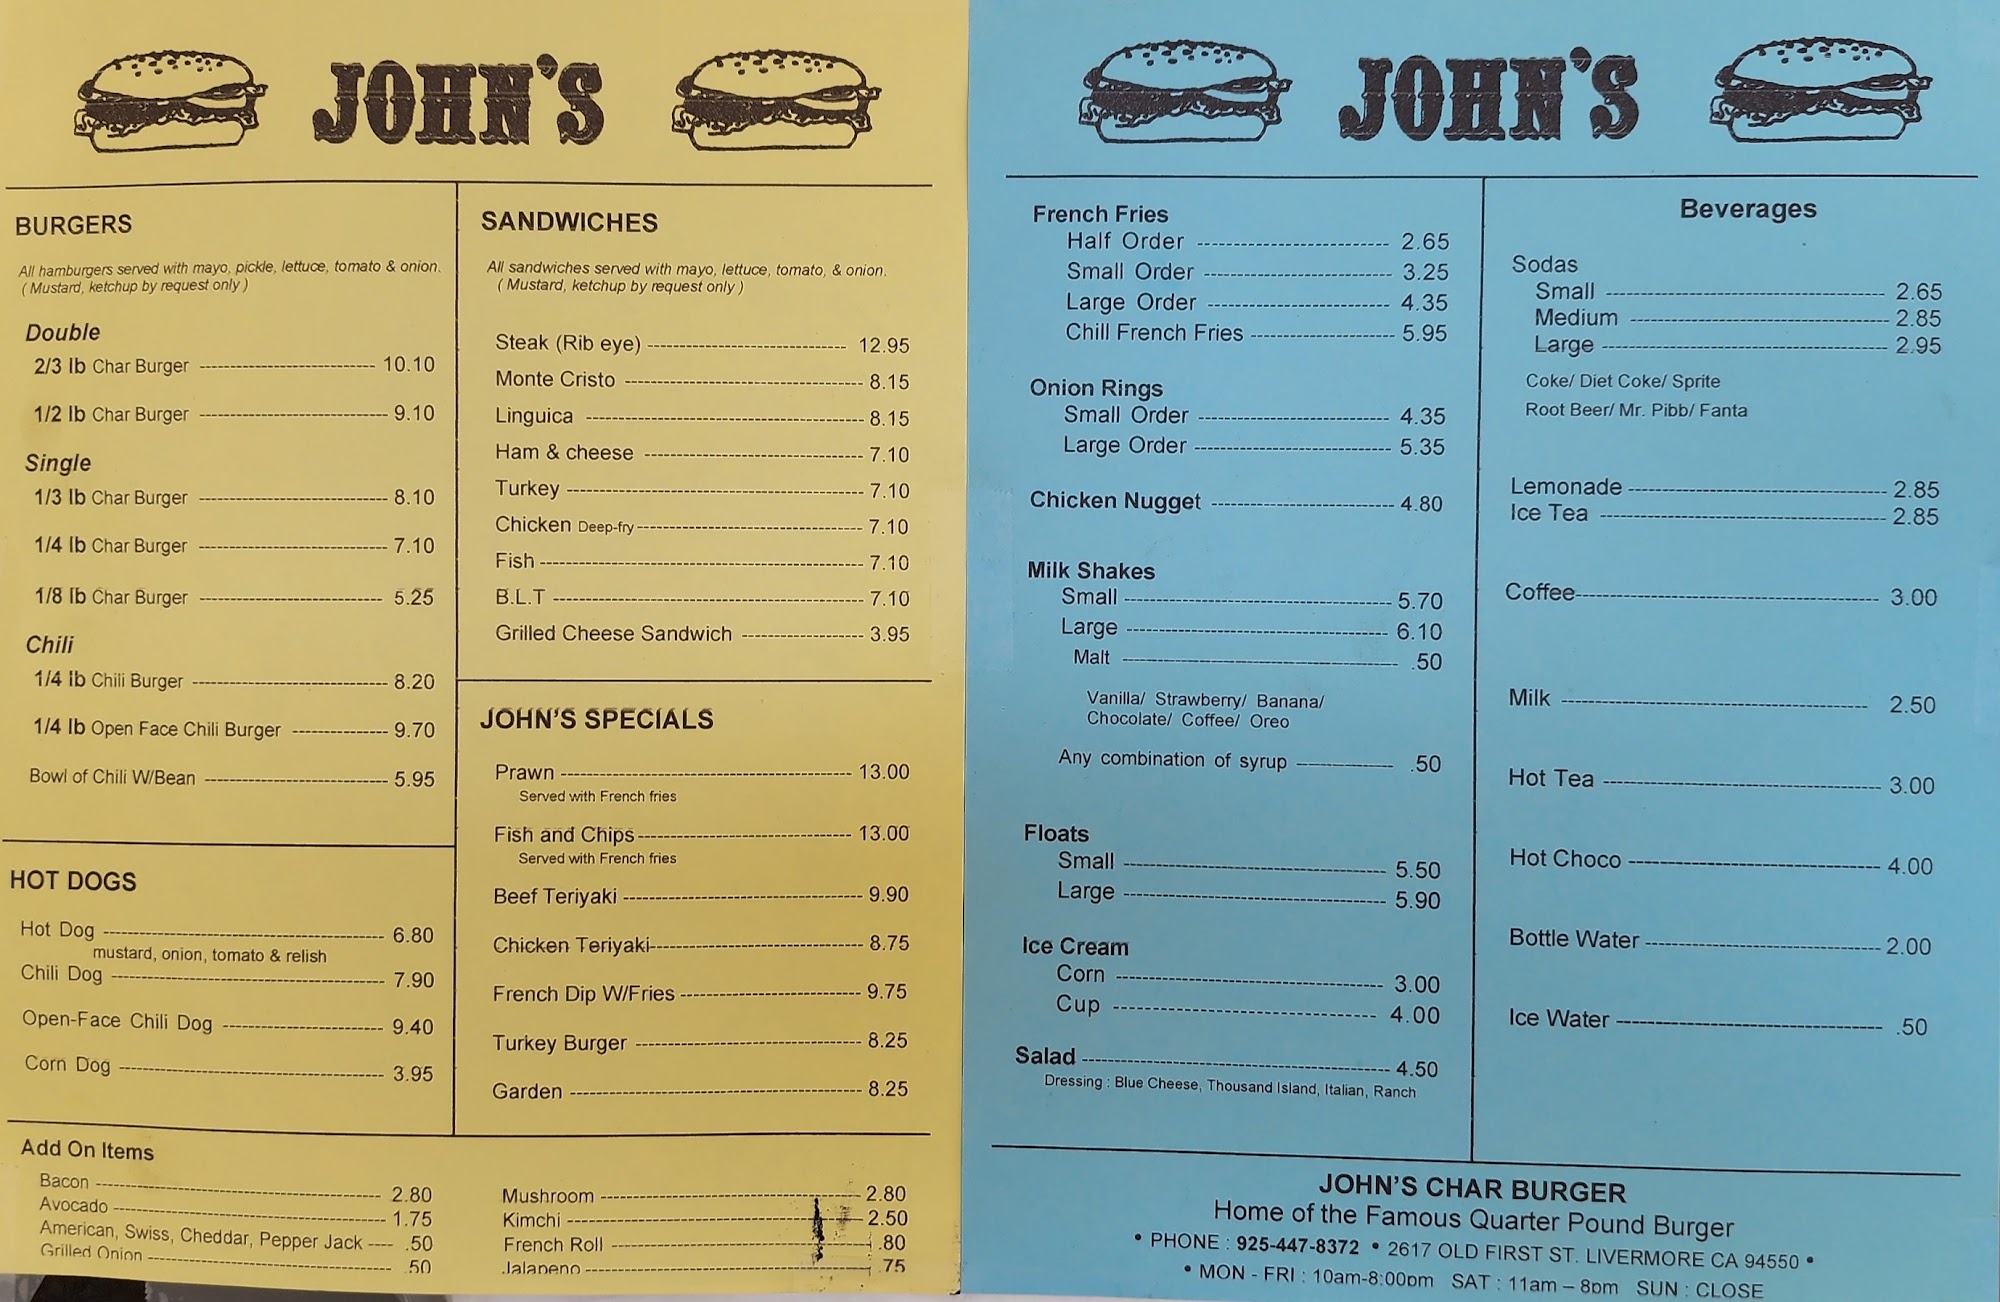 JOHN'S
BURGERS
All hamburgers served with mayo, pickle, lettuce, tomato & onion.
( Mustard, ketchup by request only )
Double
2/3 lb Char Burger 10.10
1/2 lb Char Burger 9.10
Single
1/3 lb Char Burger 8.10
1/4 lb Char Burger 7.10
1/8 lb Char Burger 5.25
Chili
1/4 lb Chili Burger 8.20
1/4 lb Open Face Chili Burger 9.70
Bowl of Chili W/Bean 5.95
HOT DOGS
Hot Dog 6.80
mustard, onion, tomato & relish
Chili Dog 7.90
Open-Face Chili Dog 9.40
Corn Dog 3.95
SANDWICHES
All sandwiches served with mayo, lettuce, tomato, & onion.
( Mustard, ketchup by request only )
Steak (Rib eye) 12.95
Monte Cristo 8.15
Linguica 8.15
Ham & cheese 7.10
Turkey 7.10
Chicken Deep-fry 7.10
Fish 7.10
B.L.T 7.10
Grilled Cheese Sandwich 3.95
JOHN'S SPECIALS
Prawn 13.00
Served with French fries
Fish and Chips 13.00
Served with French fries
Beef Teriyaki 9.90
Chicken Teriyaki 8.75
French Dip W/Fries 9.75
Turkey Burger 8.25
Garden 8.25
Add On Items
Bacon 2.80
Avocado 1.75
American, Swiss, Cheddar, Pepper Jack .50
Grilled Onion .50
Mushroom 2.80
Kimchi 2.50
French Roll .80
Jalapeno .75
JOHN'S
French Fries
Half Order 2.65
Small Order 3.25
Large Order 4.35
Chill French Fries 5.95
Onion Rings
Small Order 4.35
Large Order 5.35
Chicken Nugget 4.80
Milk Shakes
Small 5.70
Large 6.10
Malt .50
Vanilla/ Strawberry/ Banana/
Chocolate/ Coffee/ Oreo
Any combination of syrup .50
Floats
Small 5.50
Large 5.90
Ice Cream
Corn 3.00
Cup 4.00
Salad 4.50
Dressing : Blue Cheese, Thousand Island, Italian, Ranch
Beverages
Sodas
Small 2.65
Medium 2.85
Large 2.95
Coke/ Diet Coke/ Sprite
Root Beer/ Mr. Pibb/ Fanta
Lemonade 2.85
Ice Tea 2.85
Coffee 3.00
Milk 2.50
Hot Tea 3.00
Hot Choco 4.00
Bottle Water 2.00
Ice Water .50
JOHN'S CHAR BURGER
Home of the Famous Quarter Pound Burger
• PHONE : 925-447-8372 • 2617 OLD FIRST ST. LIVERMORE CA 94550 •
• MON - FRI : 10am-8:00pm SAT : 11am – 8pm SUN : CLOSE